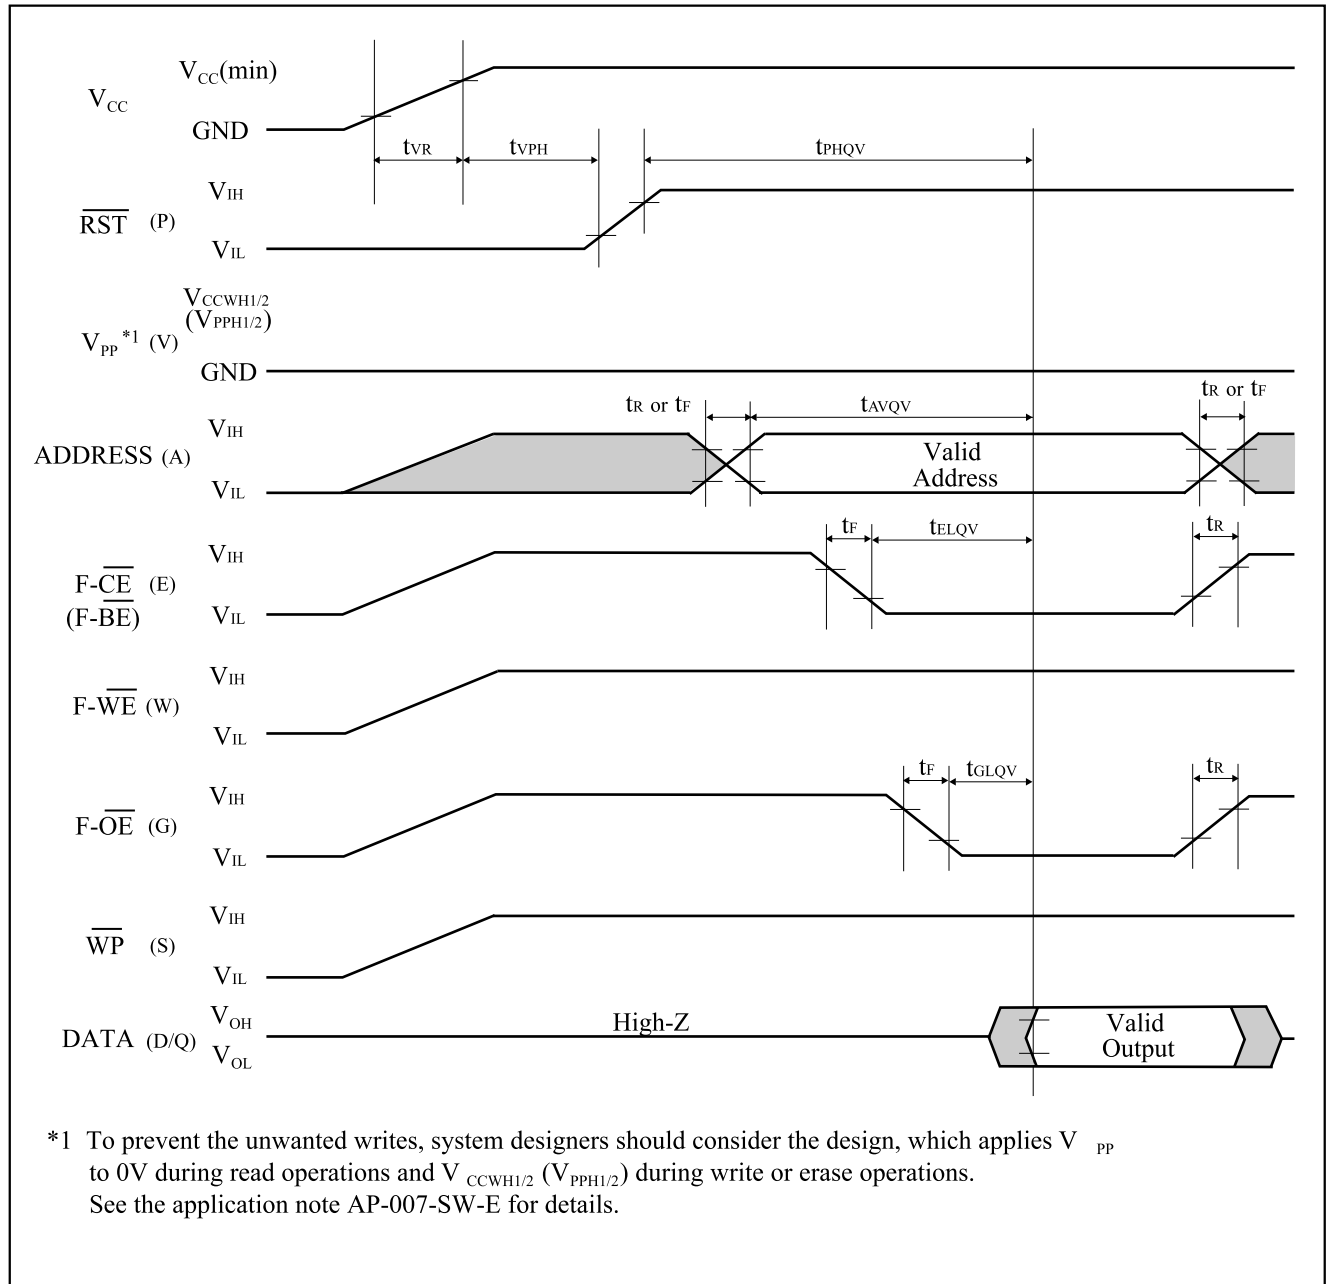 VCC(min)
VCC
GND
tVR
tVPH
tPHQV
VIH
RST (P)
VIL
VCCWH1/2
(VPPH1/2)
VPP *1 (V)
GND
tR or tF
tAVQV
tR or tF
VIH
ADDRESS (A)
Valid
Address
VIL
tF
tELQV
tR
VIH
F-CE (E)
(F-BE)
VIL
VIH
F-WE (W)
VIL
tF
tGLQV
tR
VIH
F-OE (G)
VIL
VIH
WP (S)
VIL
VOH
High-Z
Valid
Output
DATA (D/Q)
VOL
*1 To prevent the unwanted writes, system designers should consider the design, which applies V PP
to 0V during read operations and V CCWH1/2 (VPPH1/2) during write or erase operations.
See the application note AP-007-SW-E for details.